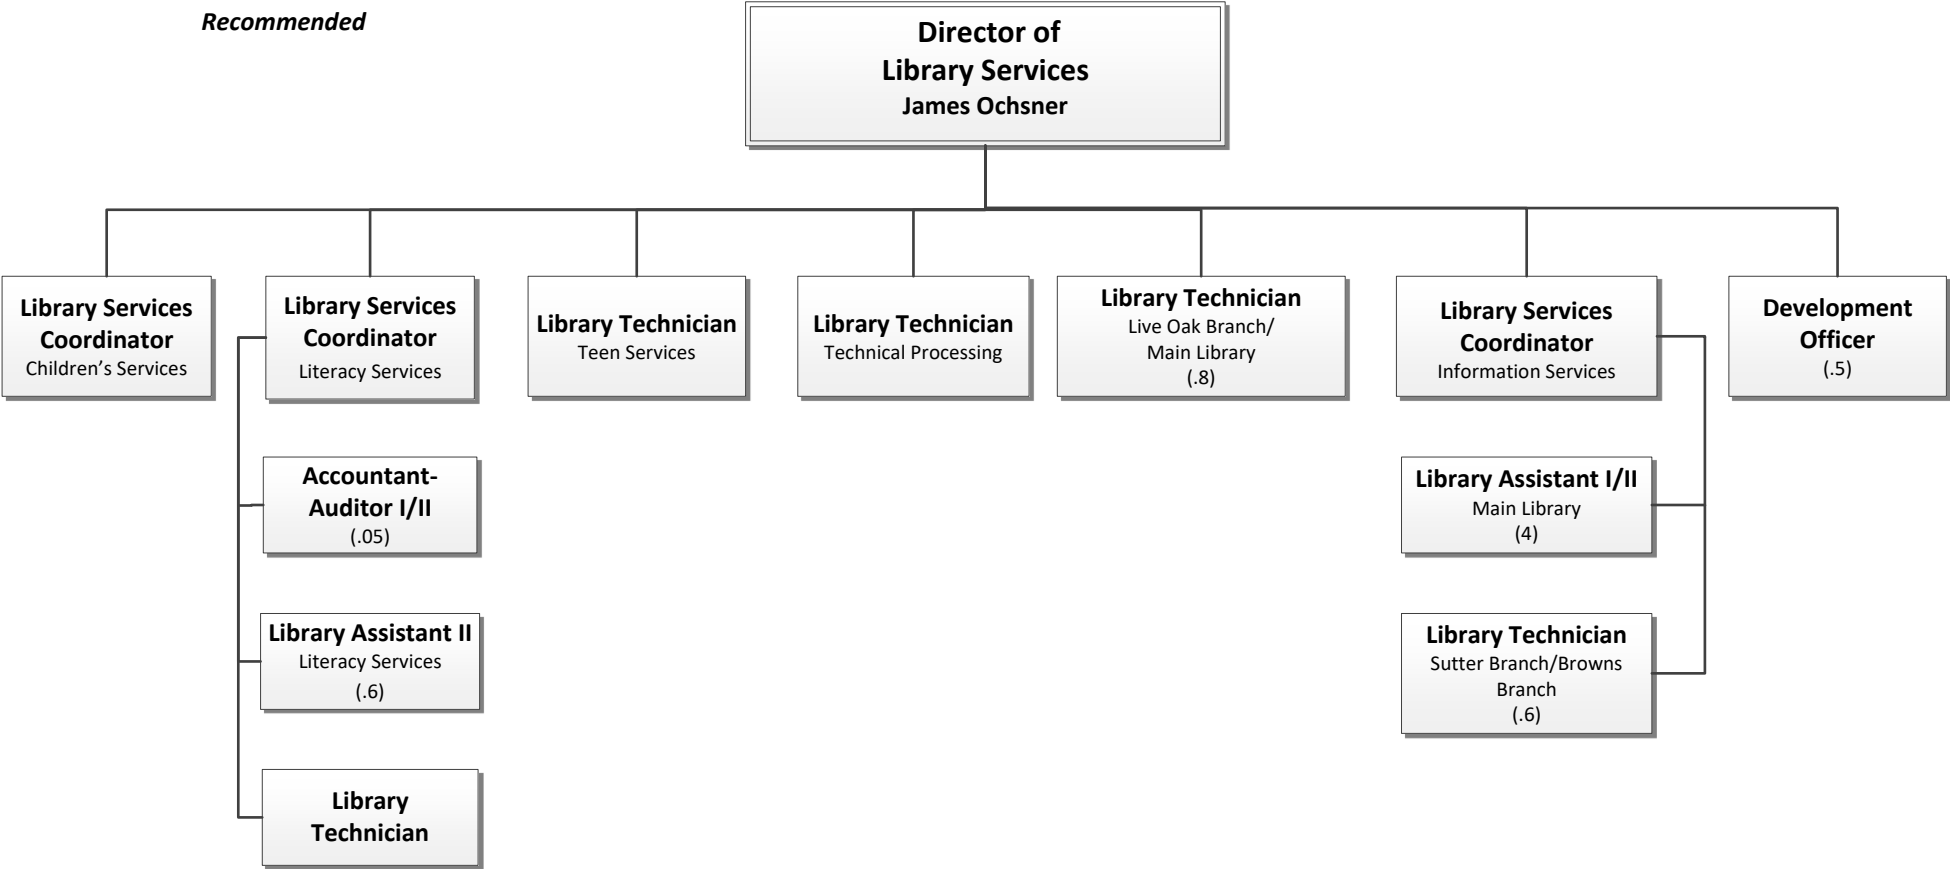 Recommended
Director of
Library Services
James Ochsner
Library Services
Coordinator
Children’s Services
Library Services
Coordinator
Literacy Services
Library Technician
Teen Services
Library Technician
Technical Processing
Library Technician
Live Oak Branch/
Main Library
(.8)
Library Services
Coordinator
Information Services
Development
Officer
(.5)
Accountant-
Auditor I/II
(.05)
Library Assistant I/II
Main Library
(4)
Library Assistant II
Literacy Services
(.6)
Library Technician
Sutter Branch/Browns
Branch
(.6)
Library
Technician